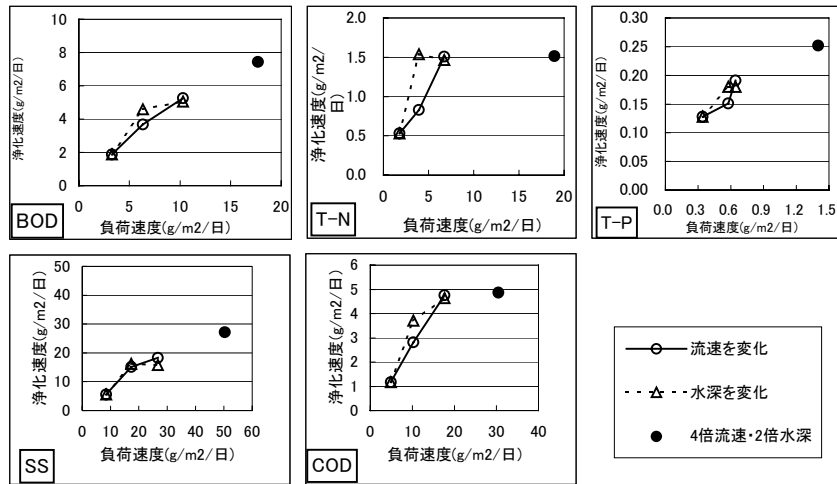 浄化速度(g/m2/日)
10
8
6
4
2
0
0 5 10 15 20
負荷速度(g/m2/日)
BOD
浄化速度(g/m2/
日)
2.0
1.5
1.0
0.5
0.0
0 5 10 15 20
負荷速度(g/m2/日)
T-N
浄化速度(g/m2/日)
0.30
0.25
0.20
0.15
0.10
0.05
0.00
0.0 0.3 0.6 0.9 1.2 1.5
負荷速度(g/m2/日)
T-P
浄化速度(g/m2/日)
50
40
30
20
10
0
0 10 20 30 40 50 60
負荷速度(g/m2/日)
SS
浄化速度(g/m2/日)
6
5
4
3
2
1
0
0 10 20 30 40
負荷速度(g/m2/日)
COD
流速を変化
水深を変化
4倍流速・2倍水深